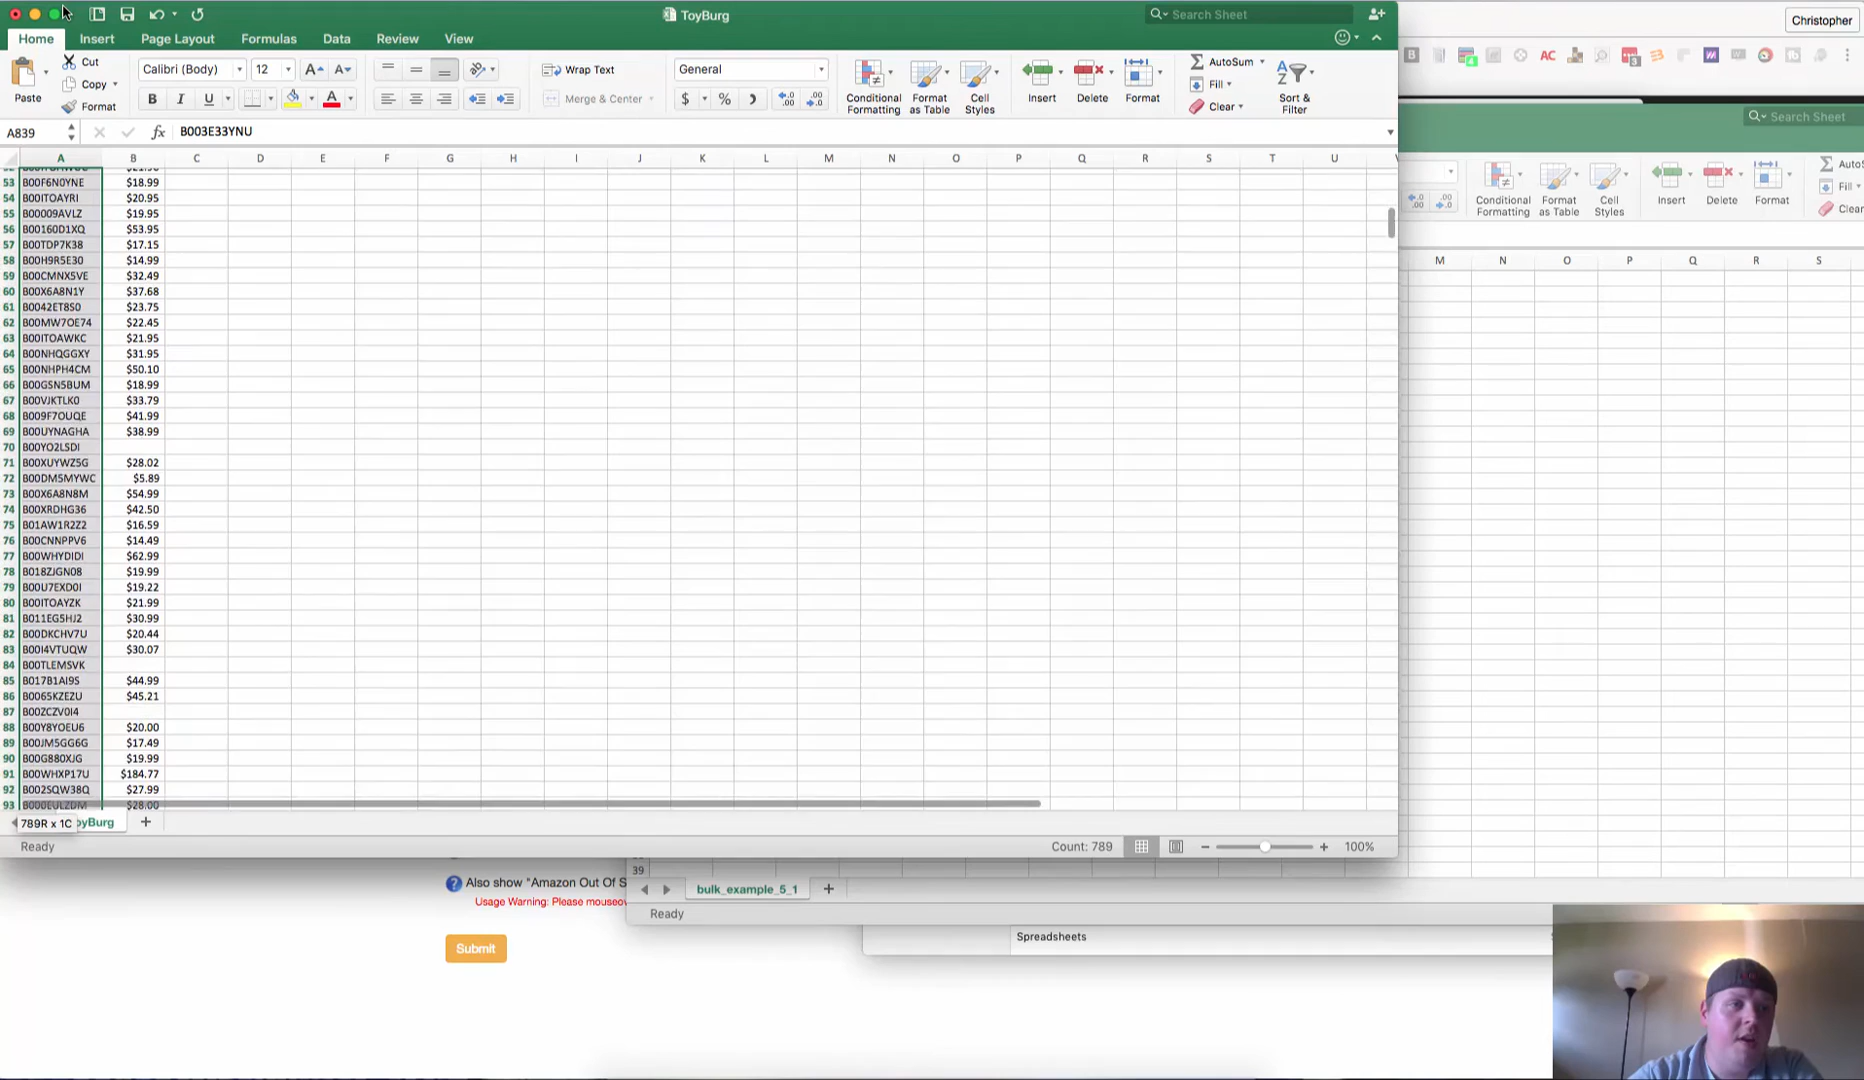 ToyBurg
Search Sheet
Christopher
Home Insert Page Layout Formulas Data Review View
Cut
Copy
Format
Paste
Calibri (Body) 12 A A
B I U A
Wrap Text
Merge & Center
General
$ %
Conditional Formatting
Format as Table
Cell Styles
Insert Delete Format
AutoSum
Fill
Clear
Sort & Filter
A839 fx B003E33YNU
A B C D E F G H I J K L M N O P Q R S T U
53 B00F6N0YNE $18.99
54 B00ITOAYRI $20.95
55 B00009AVLZ $19.95
56 B00160D1XQ $53.95
57 B00TDP7K38 $17.15
58 B00H9R5E30 $14.99
59 B00CMNX5VE $32.49
60 B00X6A8N1Y $37.68
61 B0042ET8S0 $23.75
62 B00MW7OE74 $22.45
63 B00ITOAWKC $21.95
64 B00NHQGGXY $31.95
65 B00NHPH4CM $50.10
66 B00GSN5BUM $18.99
67 B00VJKTLK0 $33.79
68 B009F7OUQE $41.99
69 B00UYNAGHA $38.99
70 B00YO2LSDI
71 B00XUYWZ5G $28.02
72 B00DM5MYWC $5.89
73 B00X6A8N8M $54.99
74 B00XRDHG36 $42.50
75 B01AW1R2Z2 $16.59
76 B00CNNPPV6 $14.49
77 B00WHYDIDI $62.99
78 B018ZJGN08 $19.99
79 B00U7EXD0I $19.22
80 B00ITOAYZK $21.99
81 B011EG5HJ2 $30.99
82 B00DKCHV7U $20.44
83 B00I4VTUQW $30.07
84 B00TLEMSVK
85 B017B1AI9S $44.99
86 B0065KZEZU $45.21
87 B00ZCZV0I4
88 B00Y8YOEU6 $20.00
89 B00JM5GG6G $17.49
90 B00G880XJG $19.99
91 B00WHXP17U $184.77
92 B002SQW38Q $27.99
93 B000EULZDM $28.00
789R x 1C oyBurg +
Ready
Count: 789
100%
AC
Search Sheet
Conditional Formatting
Format as Table
Cell Styles
Insert Delete Format
AutoS
Fill
Clear
M N O P Q R S
39
bulk_example_5_1 +
Ready
Also show "Amazon Out Of S
Usage Warning: Please mouseov
Submit
Spreadsheets